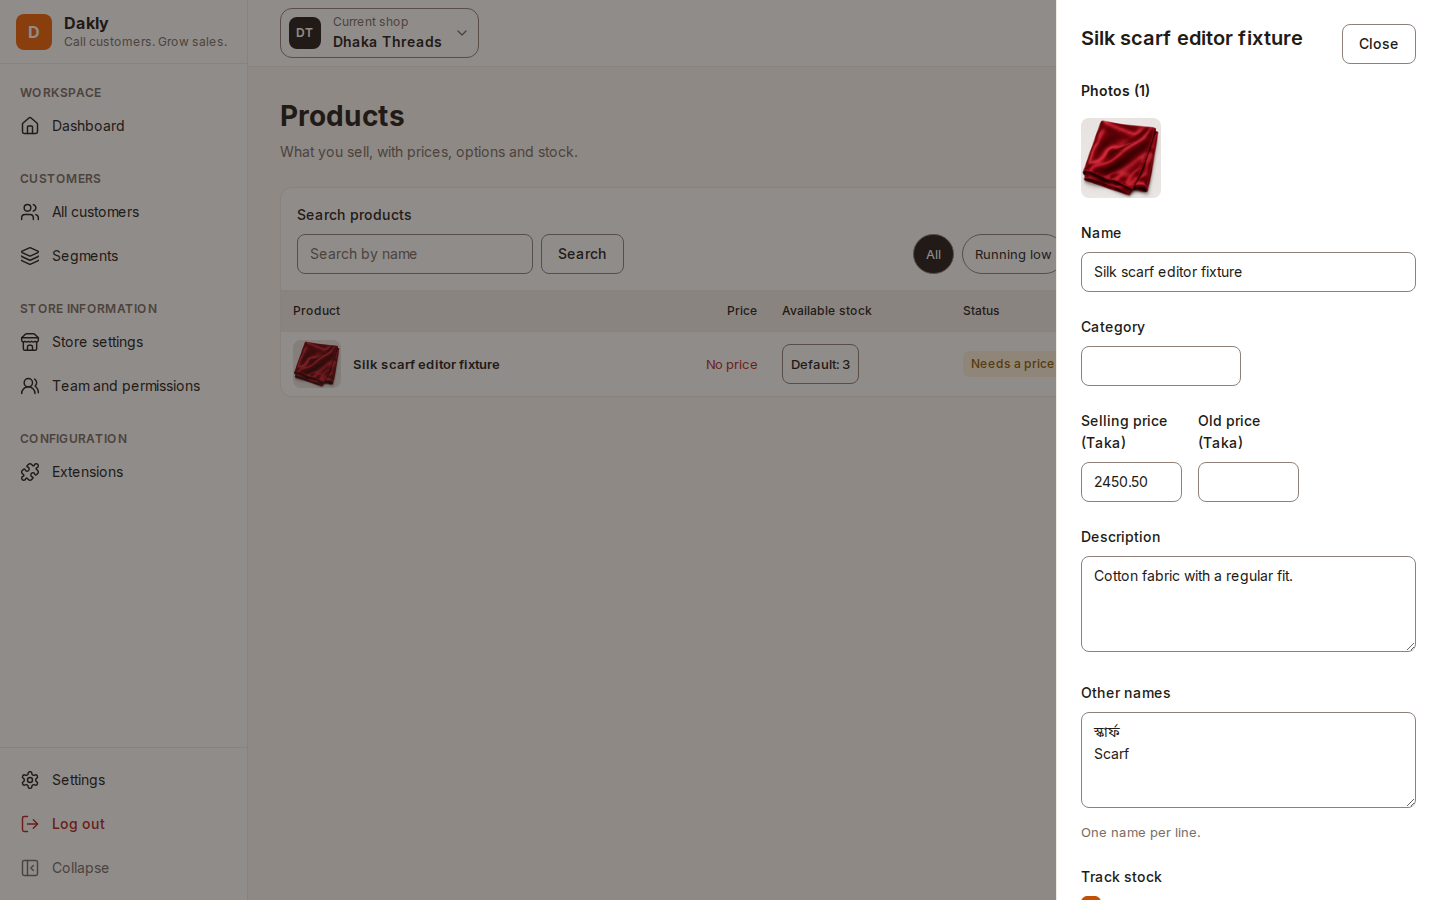 D
Dakly
Call customers. Grow sales.
WORKSPACE
Dashboard
CUSTOMERS
All customers
Segments
STORE INFORMATION
Store settings
Team and permissions
CONFIGURATION
Extensions
Settings
Log out
Collapse
DT
Current shop
Dhaka Threads
Products
What you sell, with prices, options and stock.
Search products
Search by name
Search
All
Running low
Product
Price
Available stock
Status
Silk scarf editor fixture
No price
Default: 3
Needs a price
Silk scarf editor fixture
Close
Photos (1)
Name
Silk scarf editor fixture
Category
Selling price (Taka)
Old price (Taka)
2450.50
Description
Cotton fabric with a regular fit.
Other names
স্কার্ফ
Scarf
One name per line.
Track stock